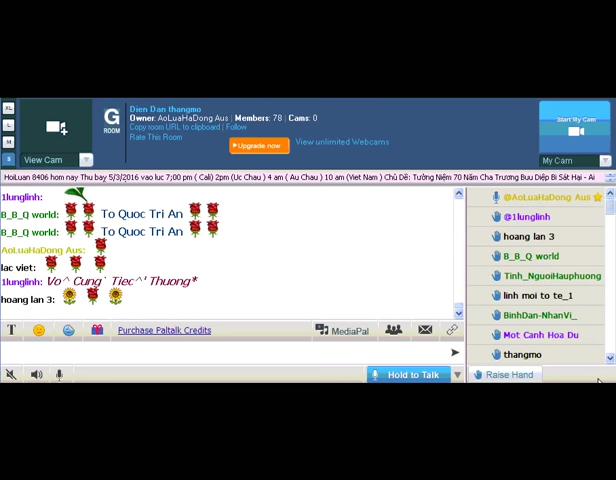 XL
L
M
S
View Cam
G
ROOM
Dien Dan thangmo
Owner: AoLuaHaDong Aus | Members: 78 | Cams: 0
Copy room URL to clipboard | Follow
Rate This Room
Upgrade now
View unlimited Webcams
Start My Cam
My Cam
HoiLuan 8406 hom nay Thu bay 5/3/2016 vao luc 7;00 pm ( Cali) 2pm (Uc Chau ) 4 am ( Au Chau ) 10 am (Viet Nam ) Chủ Đề: Tường Niệm 70 Năm Cha Trương Buu Diệp Bi Sát Hại - Ai
1lunglinh:
B_B_Q world: To Quoc Tri An
B_B_Q world: To Quoc Tri An
AoLuaHaDong Aus:
lac viet:
1lunglinh: Vo^ Cung` Tiec^' Thuong*
hoang lan 3:
@AoLuaHaDong Aus
@1lunglinh
hoang lan 3
B_B_Q world
Tinh_NguoiHauphuong
linh moi to te_1
BinhDan-NhanVi_
Mot Canh Hoa Du
thangmo
T
Purchase Paltalk Credits
MediaPal
Hold to Talk
Raise Hand